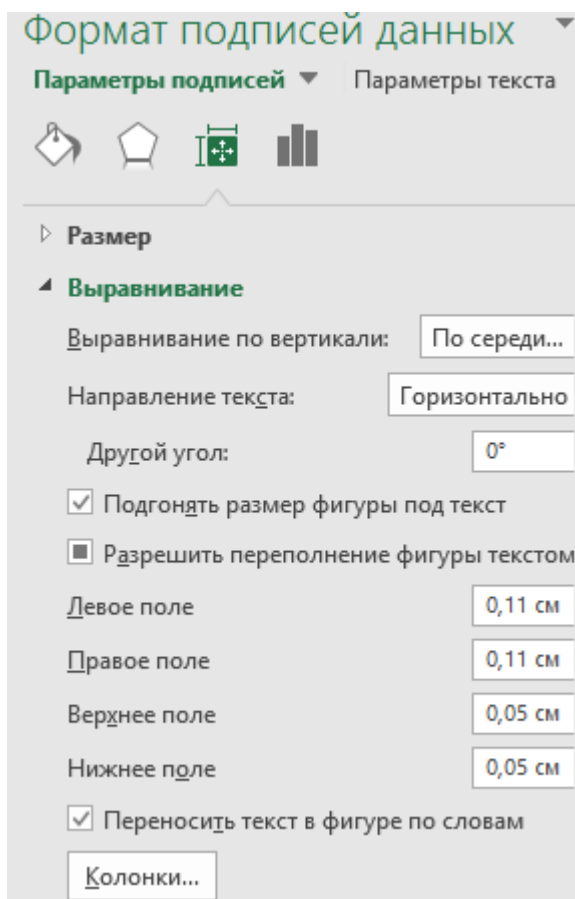 Формат подписей данных
Параметры подписей Параметры текста
Размер
Выравнивание
Выравнивание по вертикали: По середи...
Направление текста: Горизонтально
Другой угол: 0°
Подгонять размер фигуры под текст
Разрешить переполнение фигуры текстом
Левое поле 0,11 см
Правое поле 0,11 см
Верхнее поле 0,05 см
Нижнее поле 0,05 см
Переносить текст в фигуре по словам
Колонки...